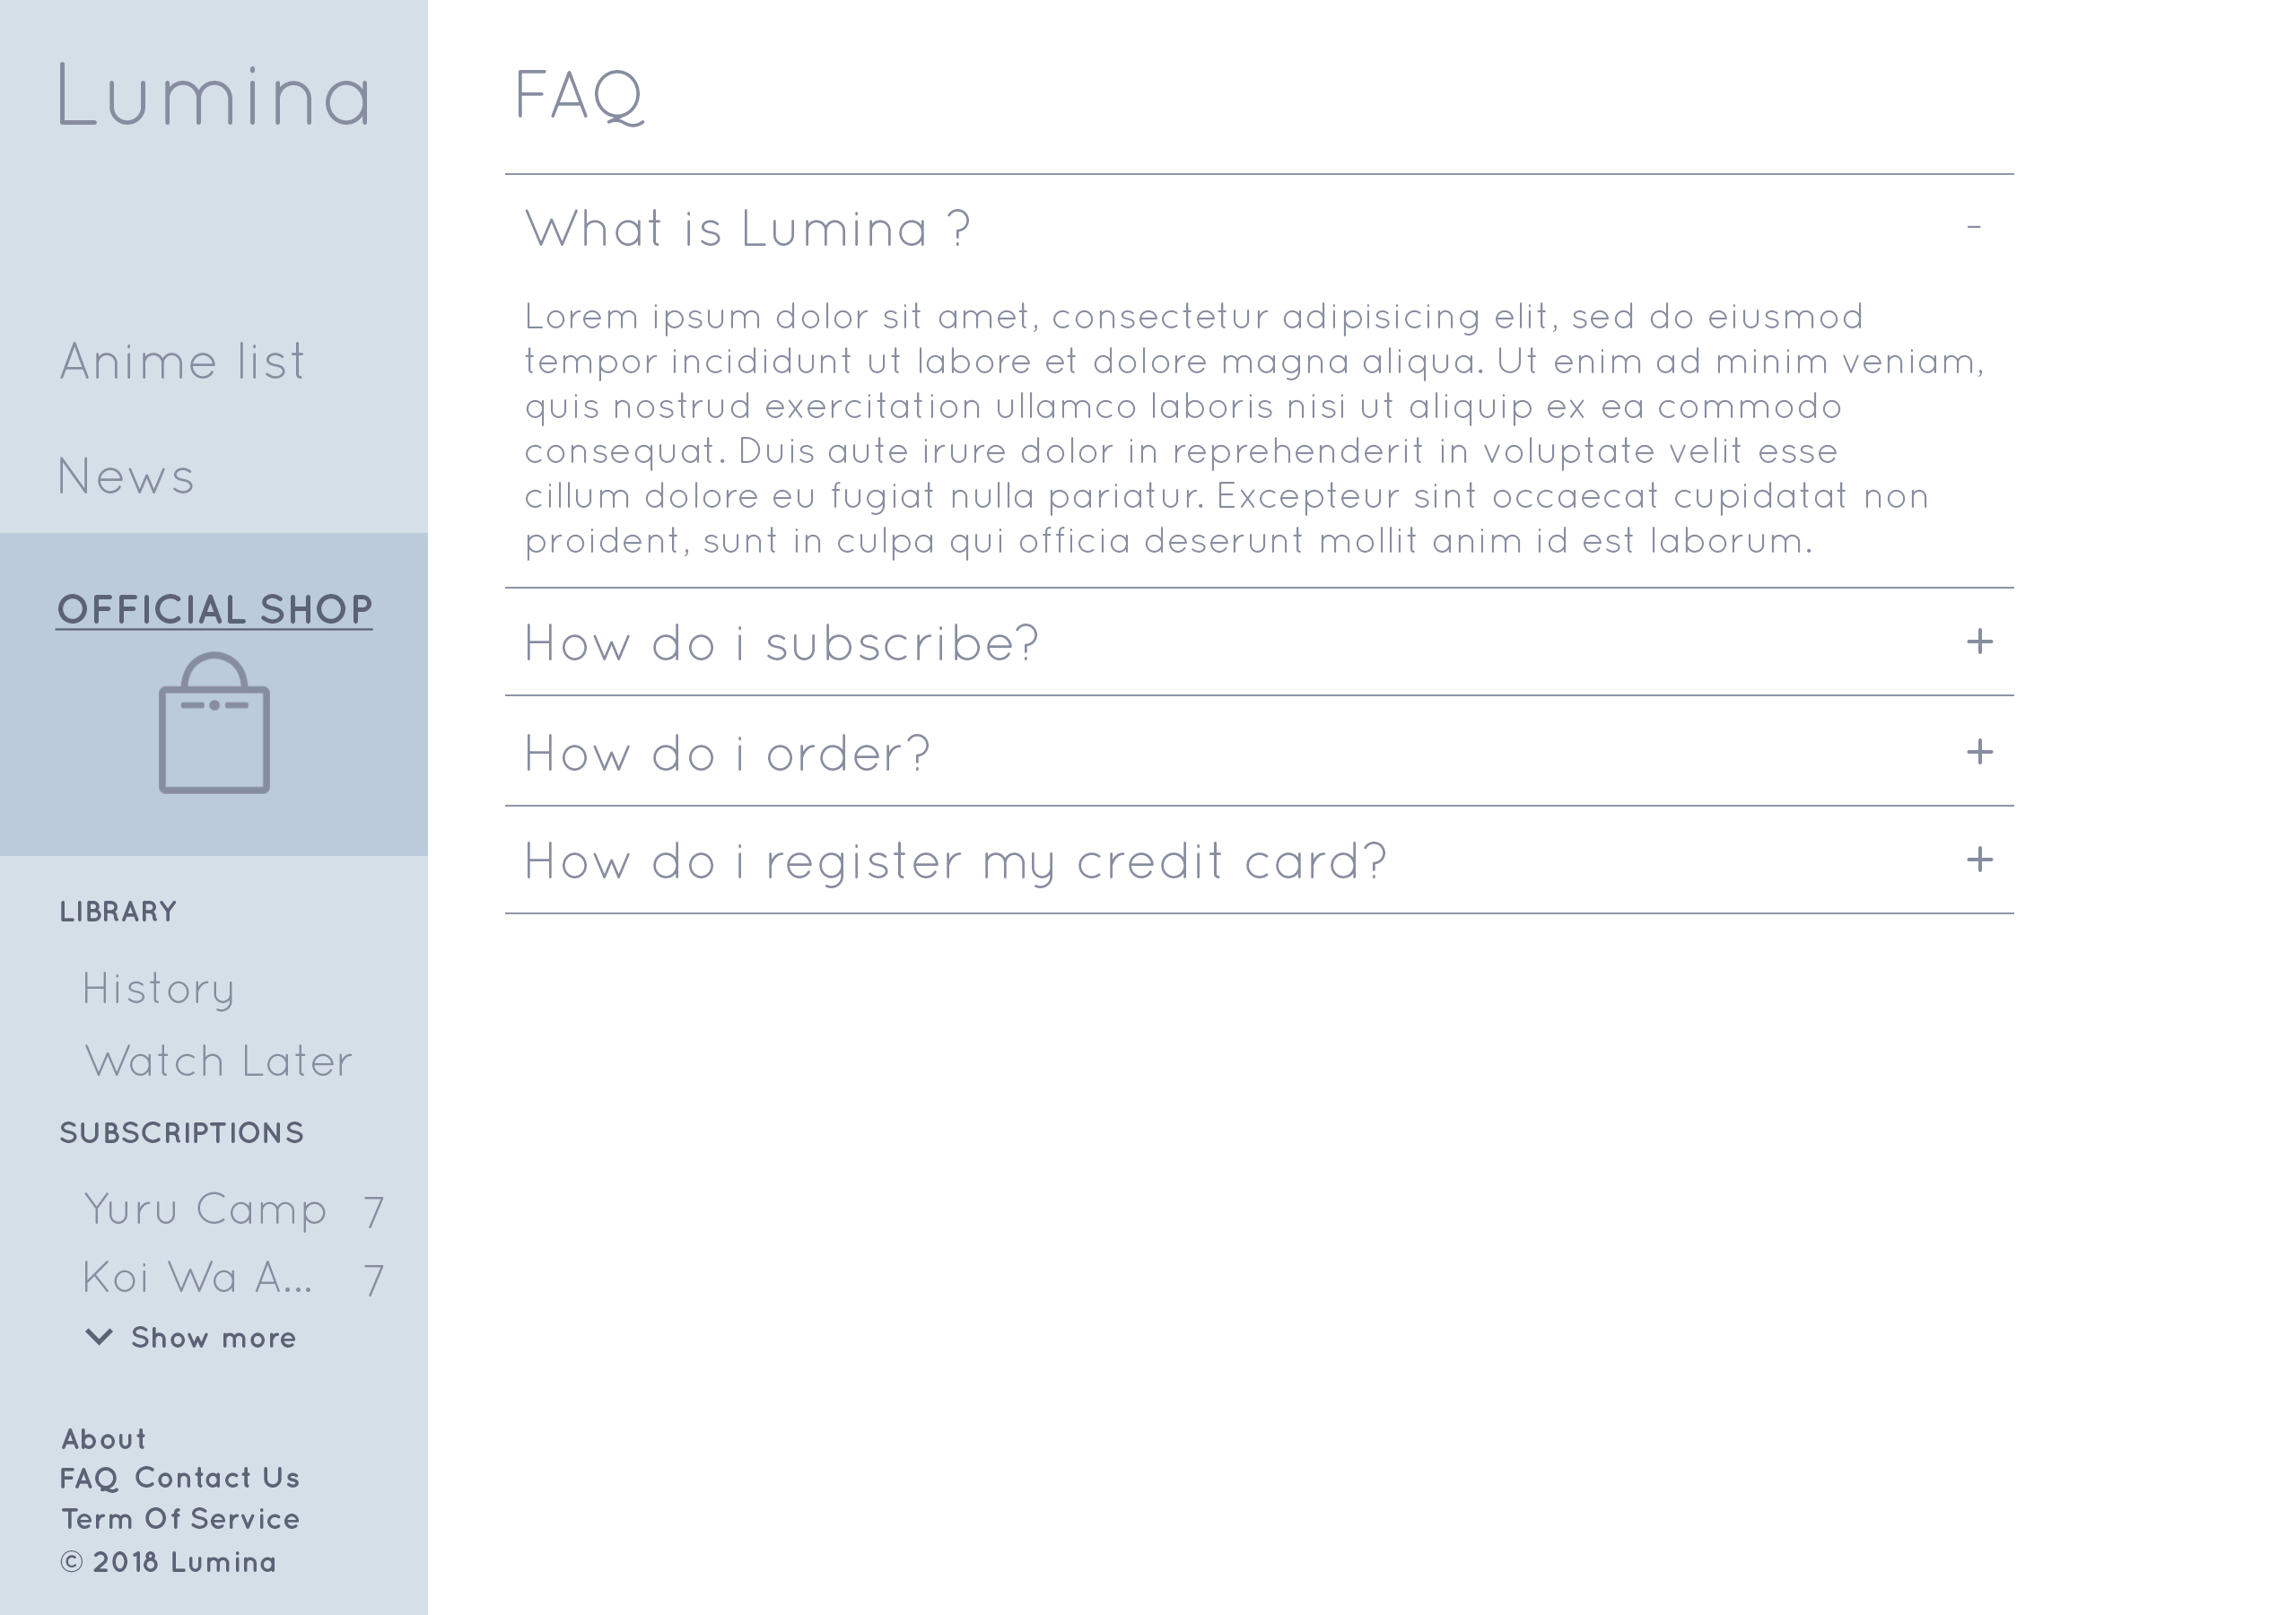 Lumina
Anime list
News
OFFICIAL SHOP
LIBRARY
History
Watch Later
SUBSCRIPTIONS
Yuru Camp 7
Koi Wa A... 7
Show more
About
FAQ Contact Us
Term Of Service
© 2018 Lumina
FAQ
What is Lumina ? -
Lorem ipsum dolor sit amet, consectetur adipisicing elit, sed do eiusmod
tempor incididunt ut labore et dolore magna aliqua. Ut enim ad minim veniam,
quis nostrud exercitation ullamco laboris nisi ut aliquip ex ea commodo
consequat. Duis aute irure dolor in reprehenderit in voluptate velit esse
cillum dolore eu fugiat nulla pariatur. Excepteur sint occaecat cupidatat non
proident, sunt in culpa qui officia deserunt mollit anim id est laborum.
How do i subscribe? +
How do i order? +
How do i register my credit card? +